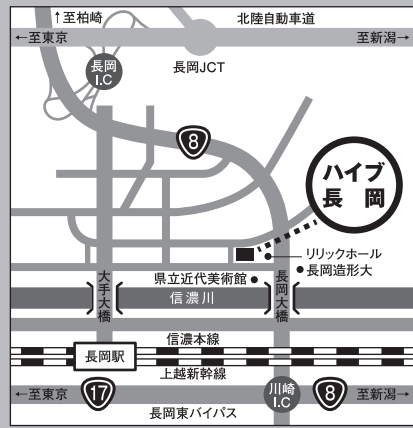 ↑至柏崎
北陸自動車道
←至東京
至新潟→
長岡
I.C
長岡JCT
8
ハイブ
長岡
リリックホール
長岡造形大
県立近代美術館
大手大橋
長岡大橋
信濃川
信濃本線
長岡駅
上越新幹線
←至東京
17
川崎
I.C
8
至新潟→
長岡東バイパス